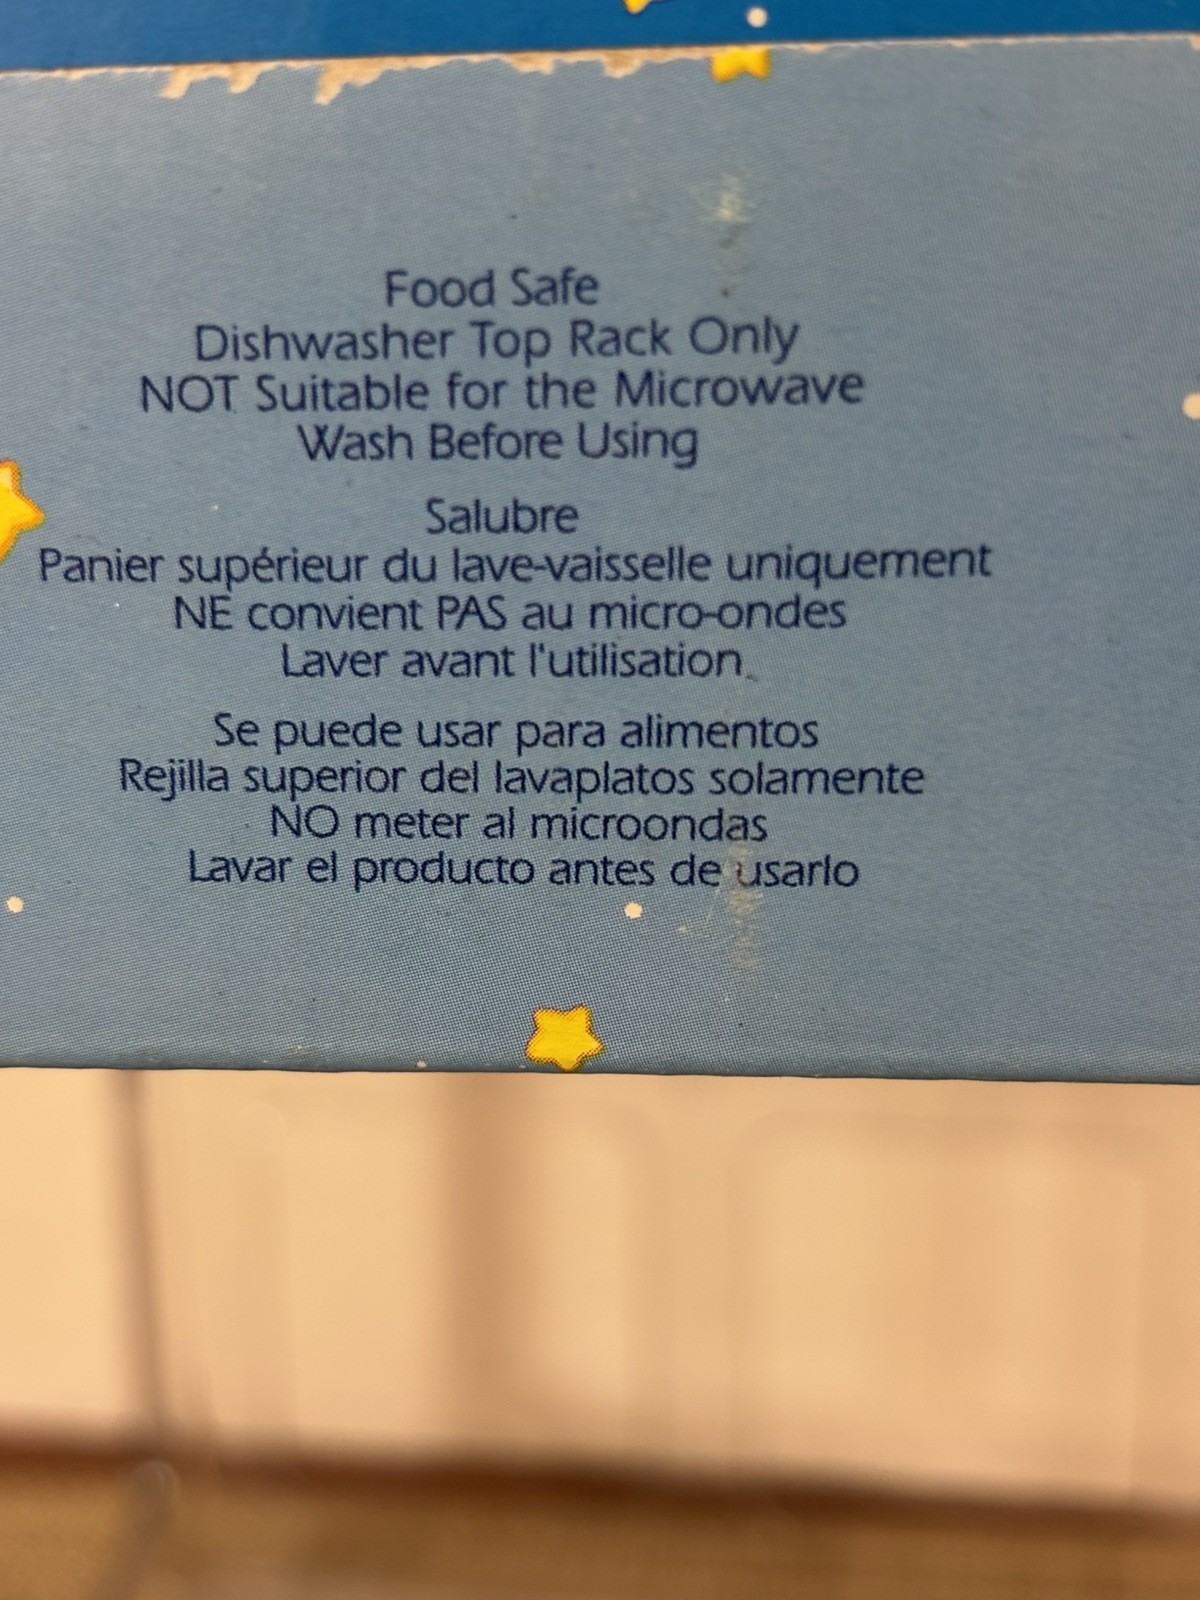 Food Safe
Dishwasher Top Rack Only
NOT Suitable for the Microwave
Wash Before Using
Salubre
Panier supérieur du lave-vaisselle uniquement
NE convient PAS au micro-ondes
Laver avant l'utilisation
Se puede usar para alimentos
Rejilla superior del lavaplatos solamente
NO meter al microondas
Lavar el producto antes de usarlo